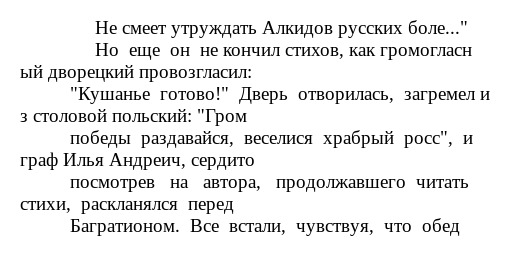 Не смеет утруждать Алкидов русских боле..."
Но еще он не кончил стихов, как громогласн
ый дворецкий провозгласил:
"Кушанье готово!" Дверь отворилась, загремел и
з столовой польский: "Гром
победы раздавайся, веселися храбрый росс", и
граф Илья Андреич, сердито
посмотрев на автора, продолжавшего читать
стихи, раскланялся перед
Багратионом. Все встали, чувствуя, что обед